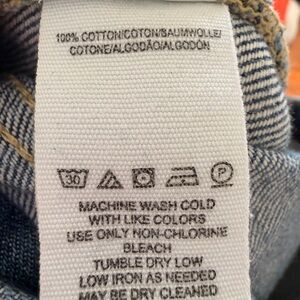 100% COTTON/COTON/BAUMWOLLE/
COTONE/ALGODÃO/ALGODÓN
30 P
MACHINE WASH COLD
WITH LIKE COLORS
USE ONLY NON-CHLORINE
BLEACH
TUMBLE DRY LOW
LOW IRON AS NEEDED
MAY BE DRY CLEANED